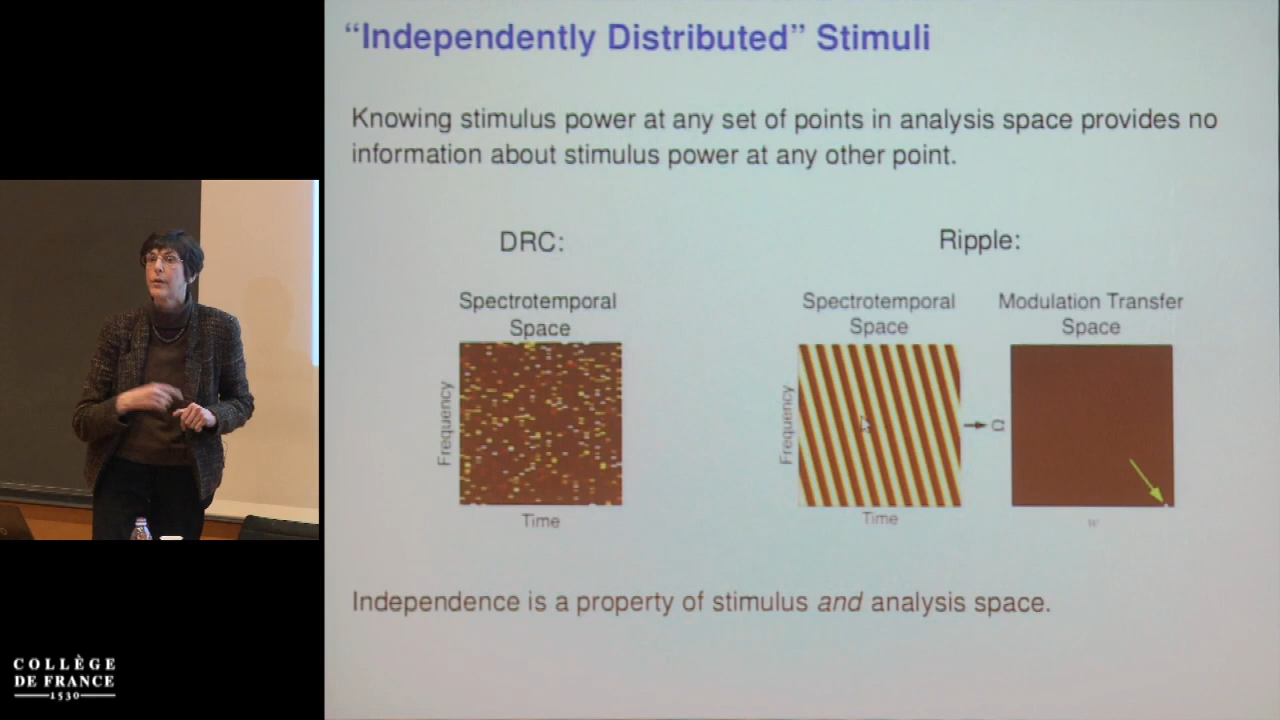 “Independently Distributed” Stimuli
Knowing stimulus power at any set of points in analysis space provides no
information about stimulus power at any other point.
DRC:
Ripple:
Spectrotemporal
Space
Spectrotemporal
Space
Modulation Transfer
Space
Frequency
Frequency
Ω
Time
Time
w
Independence is a property of stimulus and analysis space.
COLLÈGE
DE FRANCE
1530